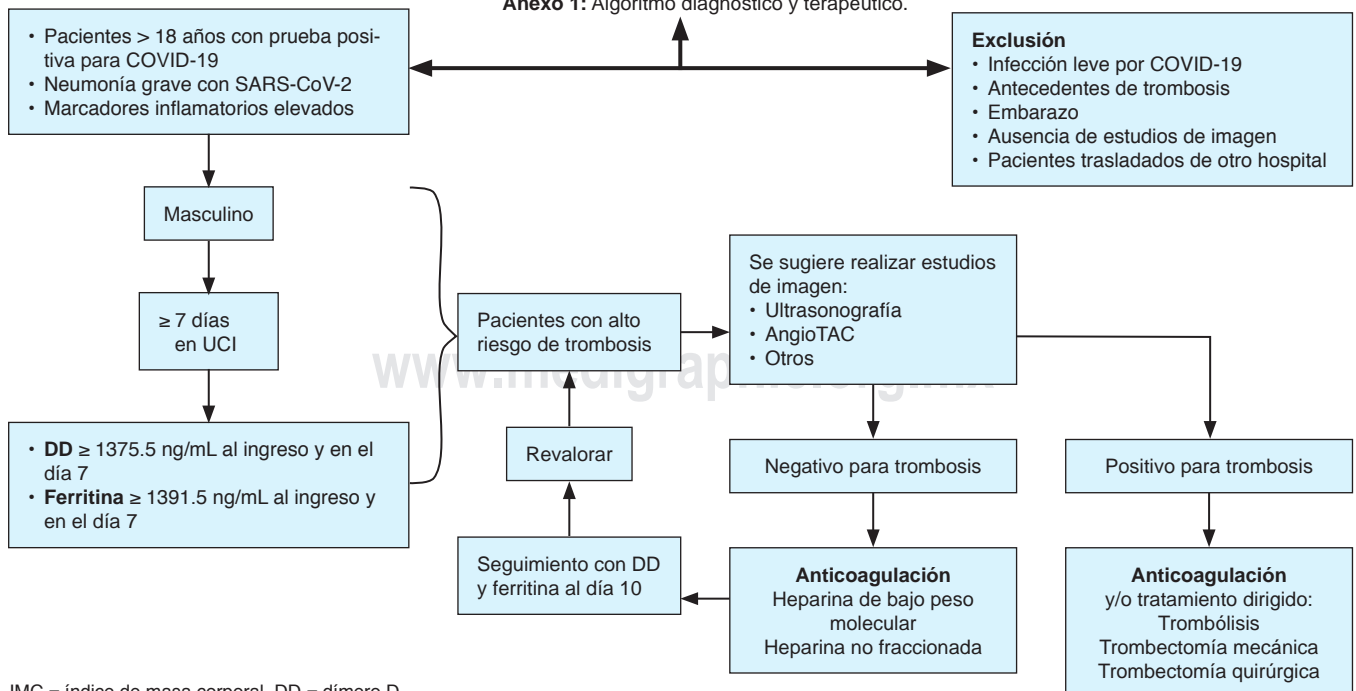 Anexo 1: Algoritmo diagnóstico y terapéutico.
• Pacientes > 18 años con prueba posi-
tiva para COVID-19
• Neumonía grave con SARS-CoV-2
• Marcadores inflamatorios elevados
Exclusión
• Infección leve por COVID-19
• Antecedentes de trombosis
• Embarazo
• Ausencia de estudios de imagen
• Pacientes trasladados de otro hospital
Masculino
≥ 7 días
en UCI
• DD ≥ 1375.5 ng/mL al ingreso y en el
día 7
• Ferritina ≥ 1391.5 ng/mL al ingreso y
en el día 7
Pacientes con alto
riesgo de trombosis
Se sugiere realizar estudios
de imagen:
• Ultrasonografía
• AngioTAC
• Otros
www.medigraphic.org.mx
Revalorar
Negativo para trombosis
Positivo para trombosis
Seguimiento con DD
y ferritina al día 10
Anticoagulación
Heparina de bajo peso
molecular
Heparina no fraccionada
Anticoagulación
y/o tratamiento dirigido:
Trombólisis
Trombectomía mecánica
Trombectomía quirúrgica
IMC = índice de masa corporal, DD = dímero D